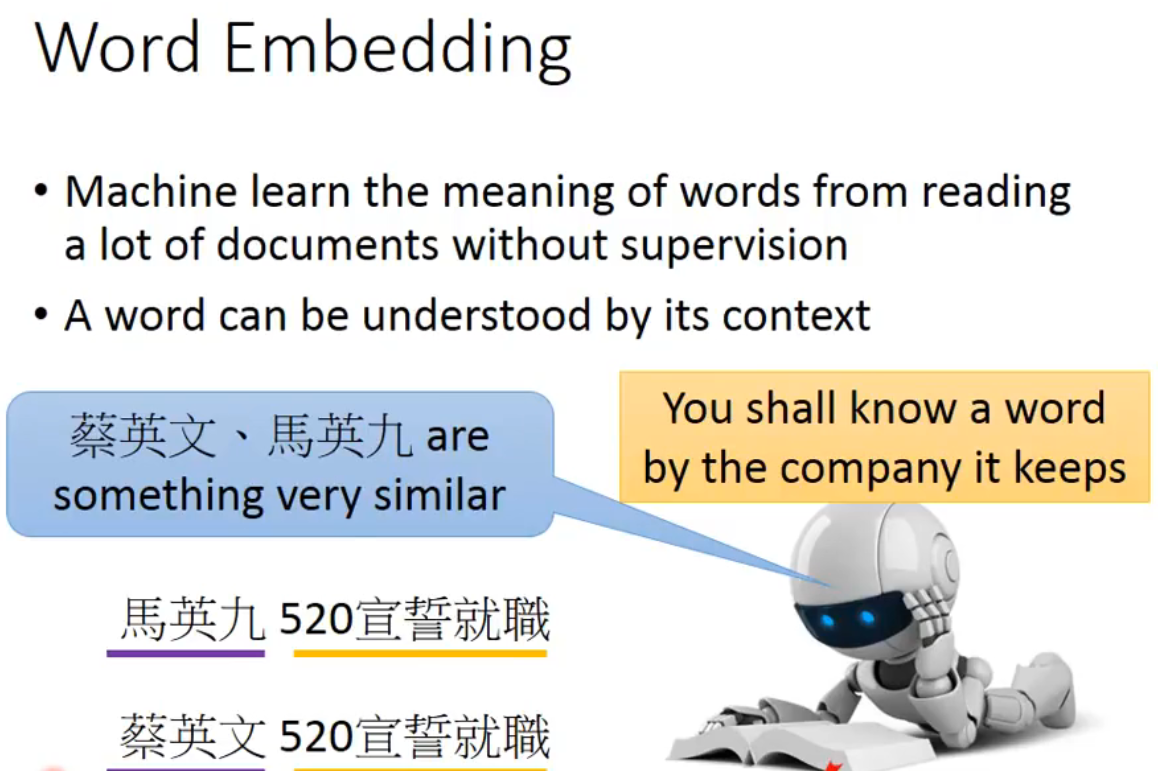 Word Embedding
• Machine learn the meaning of words from reading
a lot of documents without supervision
• A word can be understood by its context
蔡英文、馬英九 are
something very similar
You shall know a word
by the company it keeps
馬英九 520宣誓就職
蔡英文 520宣誓就職